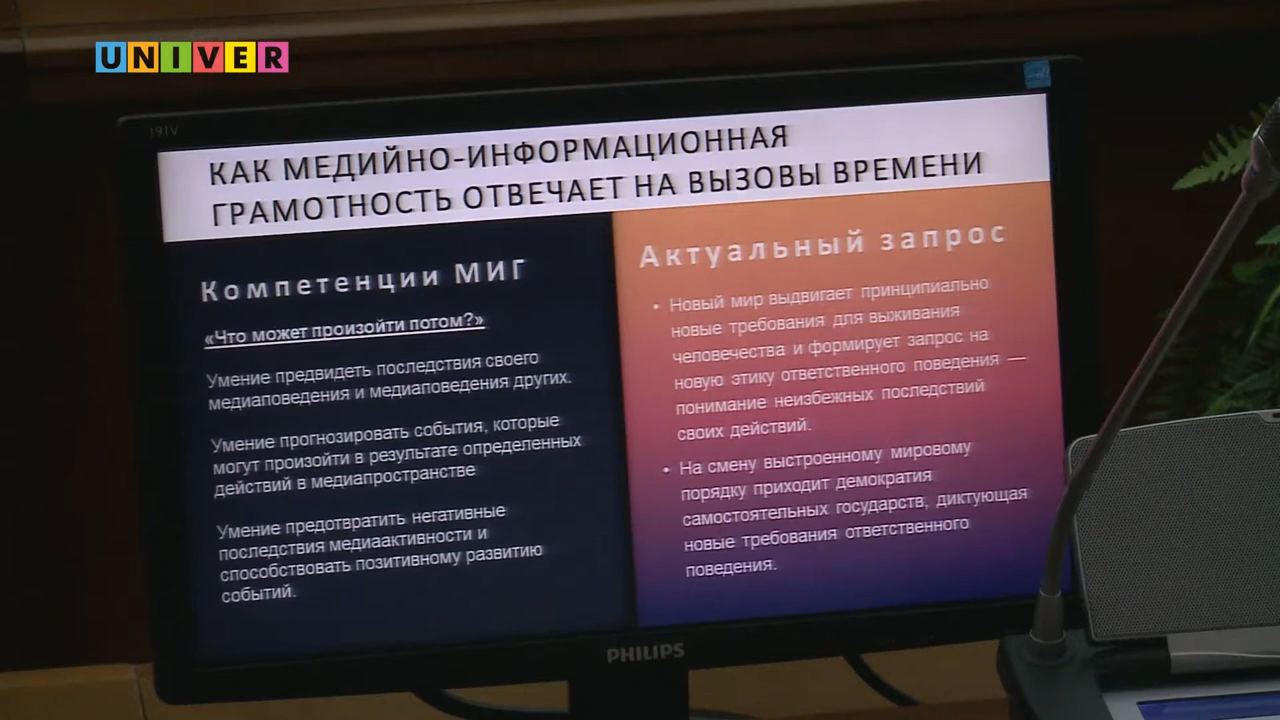 UNIVER
191V
КАК МЕДИЙНО-ИНФОРМАЦИОННАЯ
ГРАМОТНОСТЬ ОТВЕЧАЕТ НА ВЫЗОВЫ ВРЕМЕНИ
Компетенции МИГ
«Что может произойти потом?»
Умение предвидеть последствия своего
медиаповедения и медиаповедения других.
Умение прогнозировать события, которые
могут произойти в результате определенных
действий в медиапространстве
Умение предотвратить негативные
последствия медиаактивности и
способствовать позитивному развитию
событий.
Актуальный запрос
• Новый мир выдвигает принципиально
новые требования для выживания
человечества и формирует запрос на
новую этику ответственного поведения —
понимание неизбежных последствий
своих действий.
• На смену выстроенному мировому
порядку приходит демократия
самостоятельных государств, диктующая
новые требования ответственного
поведения.
PHILIPS